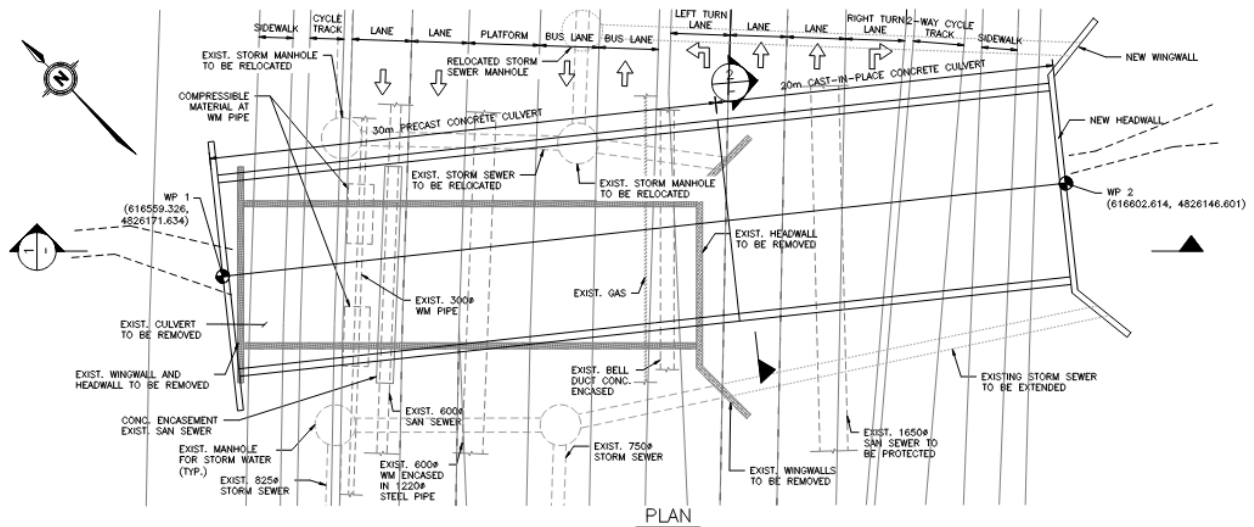 SIDEWALK
CYCLE
TRACK
LANE
LANE
PLATFORM
BUS LANE
BUS LANE
LEFT TURN
LANE
LANE
LANE
RIGHT TURN
LANE
2-WAY CYCLE
TRACK
SIDEWALK
EXIST. STORM MANHOLE
TO BE RELOCATED
RELOCATED STORM
SEWER MANHOLE
2
-
20m CAST-IN-PLACE CONCRETE CULVERT
NEW WINGWALL
N
COMPRESSIBLE
MATERIAL AT
WM PIPE
30m PRECAST CONCRETE CULVERT
NEW HEADWALL
EXIST. STORM SEWER
TO BE RELOCATED
EXIST. STORM MANHOLE
TO BE RELOCATED
WP 1
(616559.326,
4826171.634)
WP 2
(616602.614, 4826146.601)
1
-
EXIST. HEADWALL
TO BE REMOVED
EXIST. 300ø
WM PIPE
EXIST. GAS
EXIST. CULVERT
TO BE REMOVED
EXIST. WINGWALL AND
HEADWALL TO BE REMOVED
EXIST. BELL
DUCT CONC.
ENCASED
EXISTING STORM SEWER
TO BE EXTENDED
CONC. ENCASEMENT
EXIST. SAN SEWER
EXIST. 600ø
SAN SEWER
EXIST. MANHOLE
FOR STORM WATER
(TYP.)
EXIST. 825ø
STORM SEWER
EXIST. 600ø
WM ENCASED
IN 1220ø
STEEL PIPE
EXIST. 750ø
STORM SEWER
EXIST. WINGWALLS
TO BE REMOVED
EXIST. 1650ø
SAN SEWER TO
BE PROTECTED
PLAN